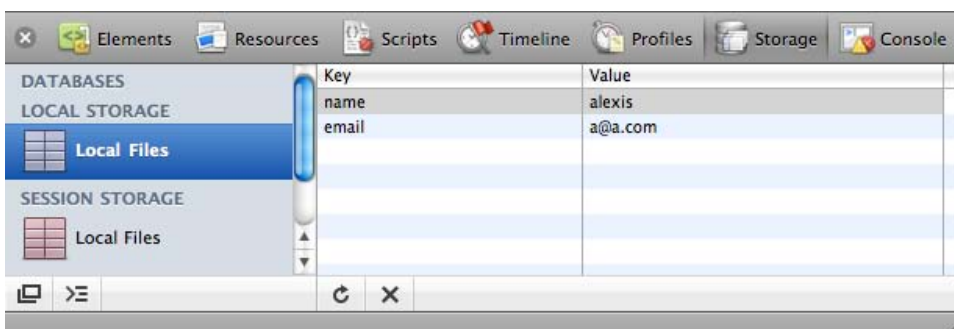 Elements Resources Scripts Timeline Profiles Storage Console
DATABASES
LOCAL STORAGE
Local Files
SESSION STORAGE
Local Files
Key Value
name alexis
email a@a.com